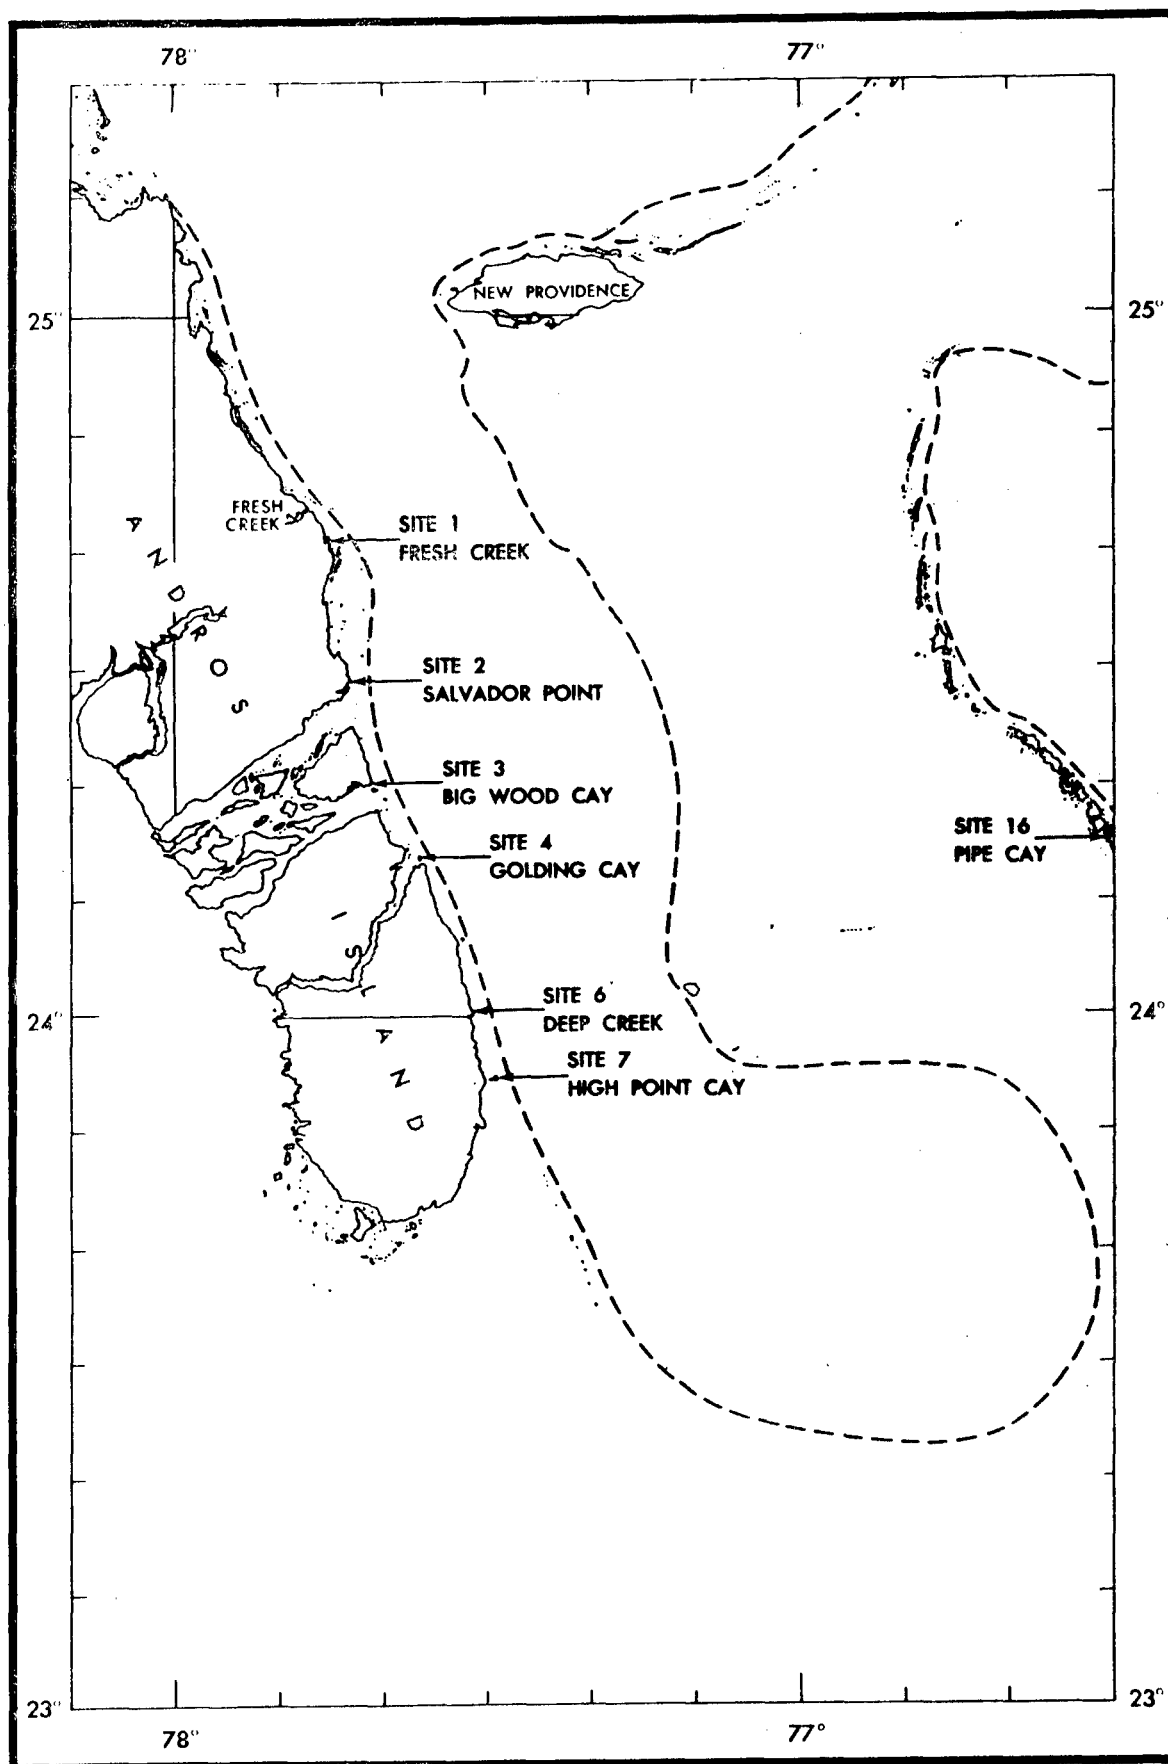 78°
77°
NEW PROVIDENCE
25°
25°
FRESH
CREEK
SITE 1
FRESH CREEK
ANDROS
SITE 2
SALVADOR POINT
SITE 3
BIG WOOD CAY
SITE 4
GOLDING CAY
SITE 16
PIPE CAY
ISLAND
SITE 6
DEEP CREEK
24°
24°
SITE 7
HIGH POINT CAY
23°
23°
78°
77°